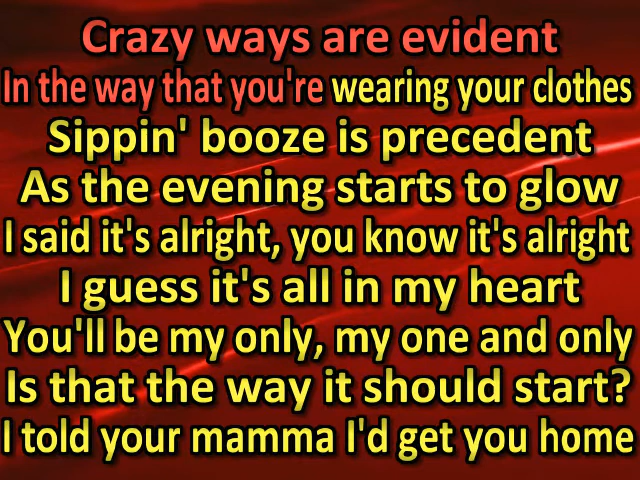 Crazy ways are evident
In the way that you're wearing your clothes
Sippin' booze is precedent
As the evening starts to glow
I said it's alright, you know it's alright
I guess it's all in my heart
You'll be my only, my one and only
Is that the way it should start?
I told your mamma I'd get you home